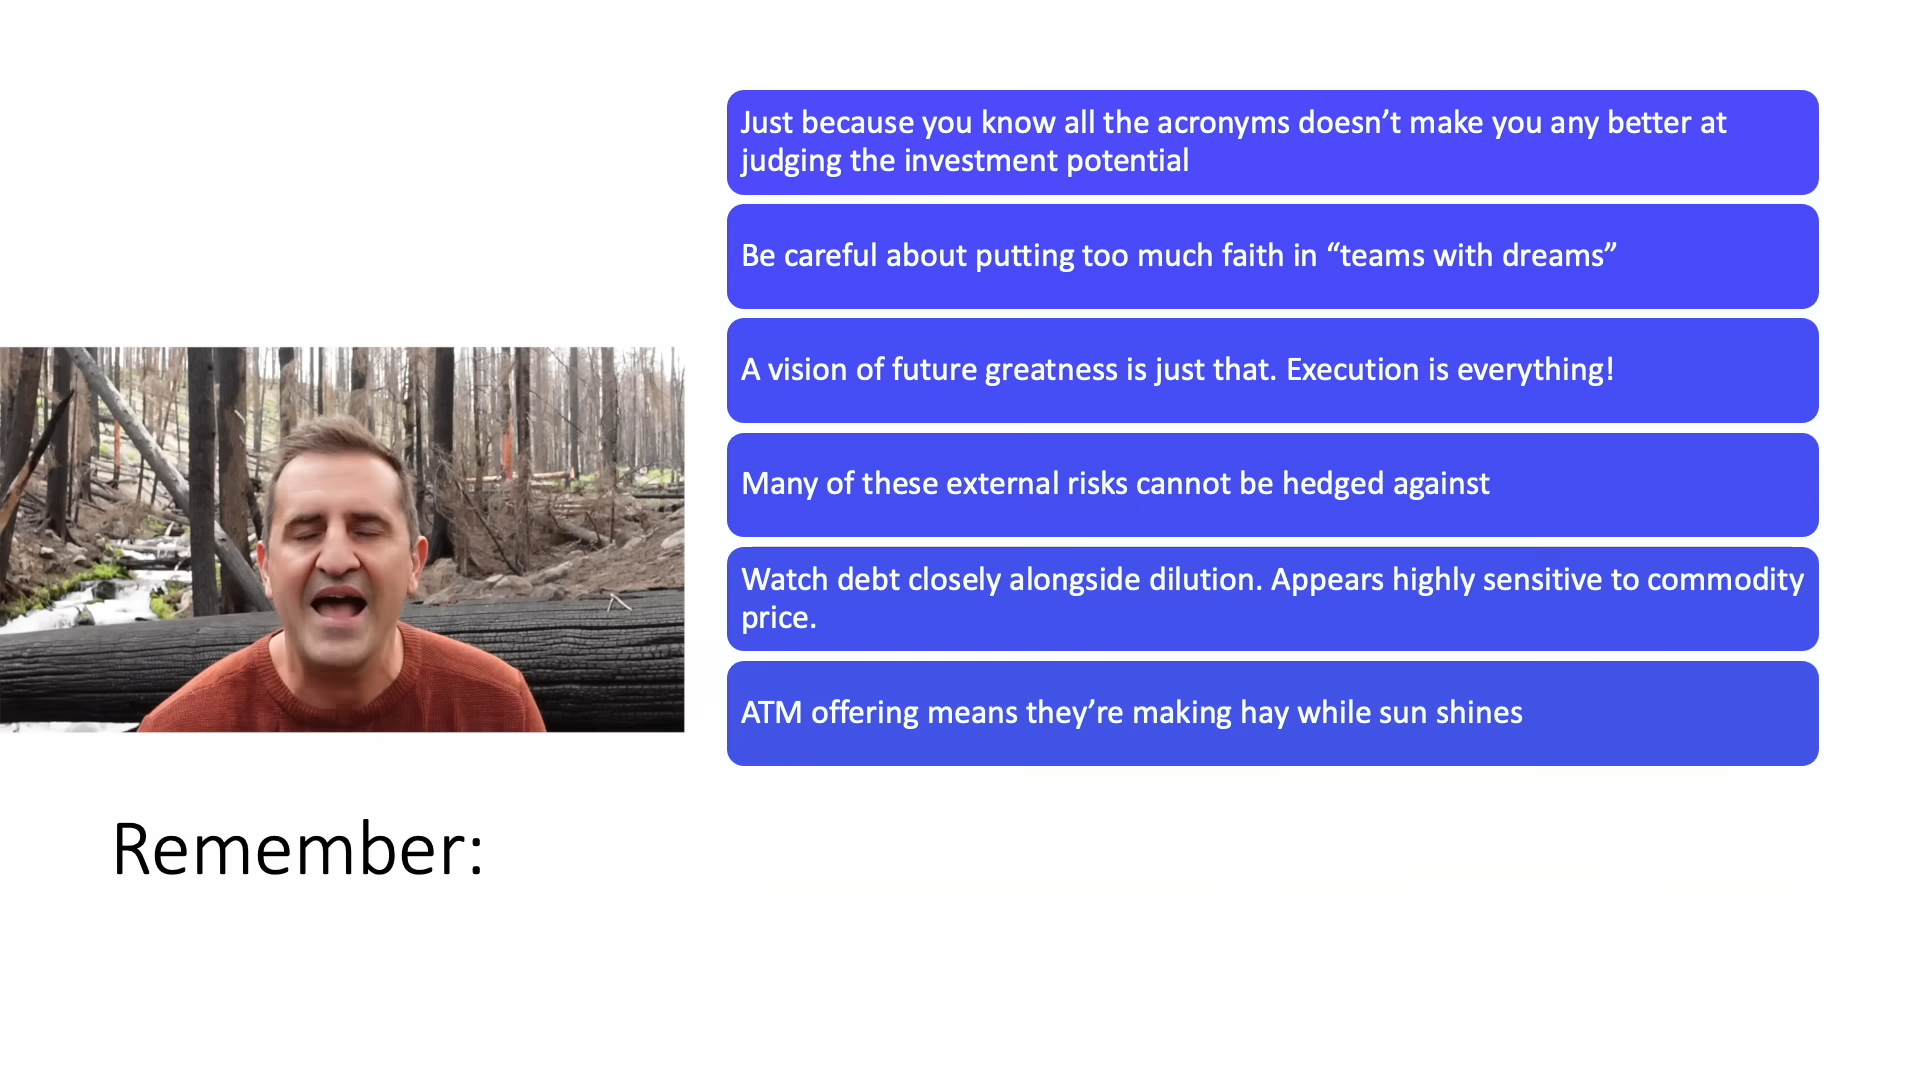 Just because you know all the acronyms doesn’t make you any better at
judging the investment potential
Be careful about putting too much faith in “teams with dreams”
A vision of future greatness is just that. Execution is everything!
Many of these external risks cannot be hedged against
Watch debt closely alongside dilution. Appears highly sensitive to commodity
price.
ATM offering means they’re making hay while sun shines
Remember: